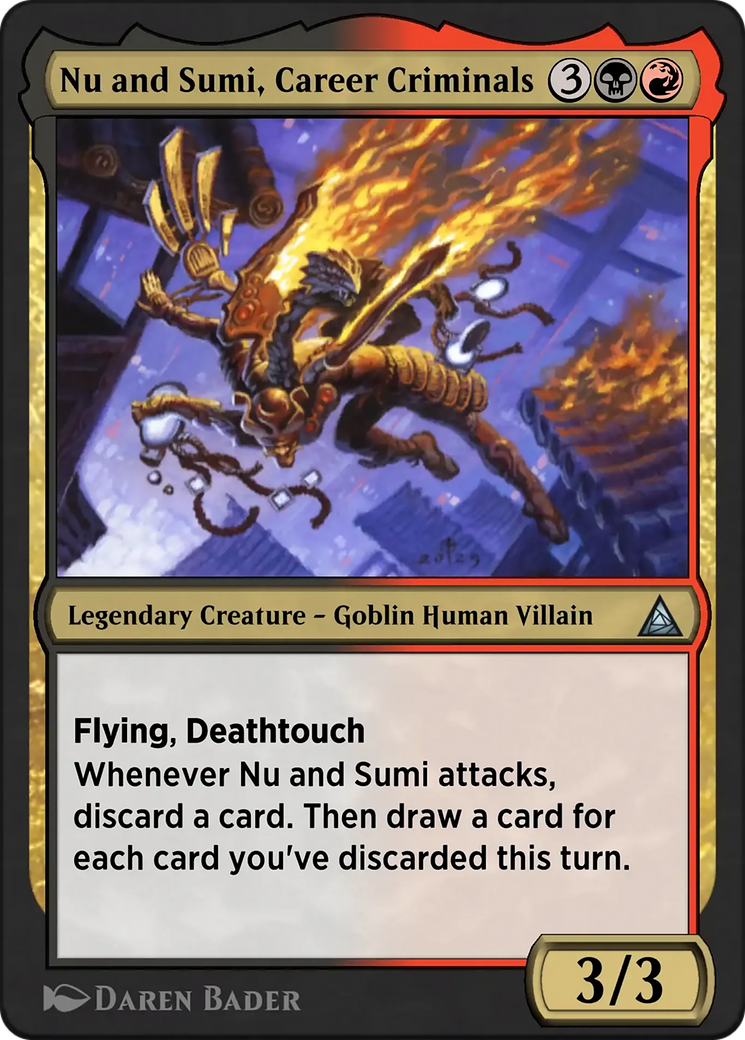 Nu and Sumi, Career Criminals 3
Legendary Creature – Goblin Human Villain
Flying, Deathtouch
Whenever Nu and Sumi attacks,
discard a card. Then draw a card for
each card you've discarded this turn.
3/3
DAREN BADER